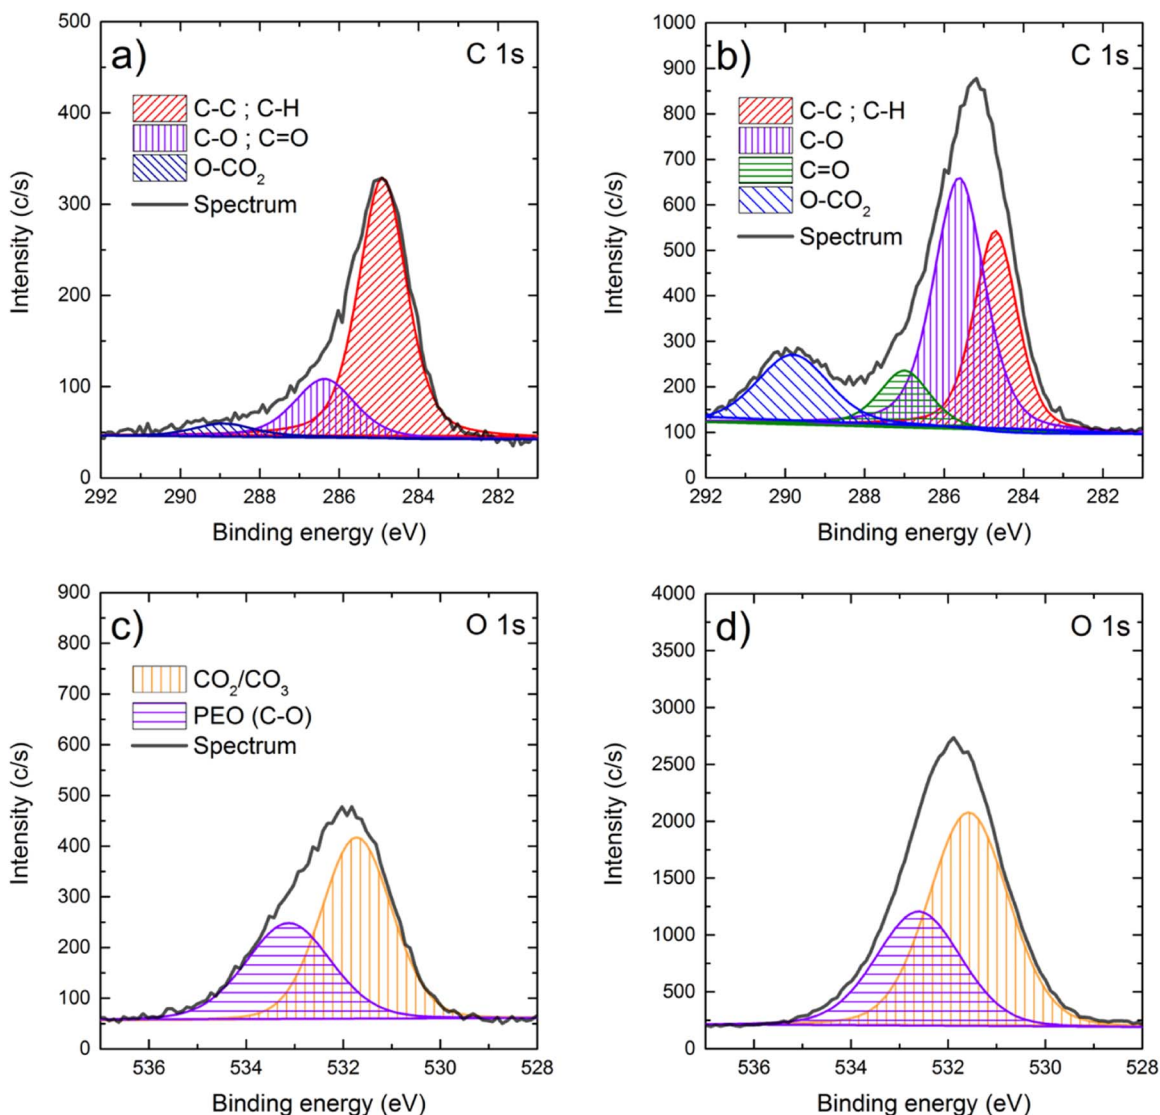 a)
C 1s
C-C ; C-H
C-O ; C=O
O-CO₂
Spectrum
500
400
300
200
100
0
Intensity (c/s)
292 290 288 286 284 282
Binding energy (eV)
b)
C 1s
C-C ; C-H
C-O
C=O
O-CO₂
Spectrum
1000
900
800
700
600
500
400
300
200
100
0
Intensity (c/s)
292 290 288 286 284 282
Binding energy (eV)
c)
O 1s
CO₂/CO₃
PEO (C-O)
Spectrum
900
800
700
600
500
400
300
200
100
0
Intensity (c/s)
536 534 532 530 528
Binding energy (eV)
d)
O 1s
4000
3500
3000
2500
2000
1500
1000
500
0
Intensity (c/s)
536 534 532 530 528
Binding energy (eV)